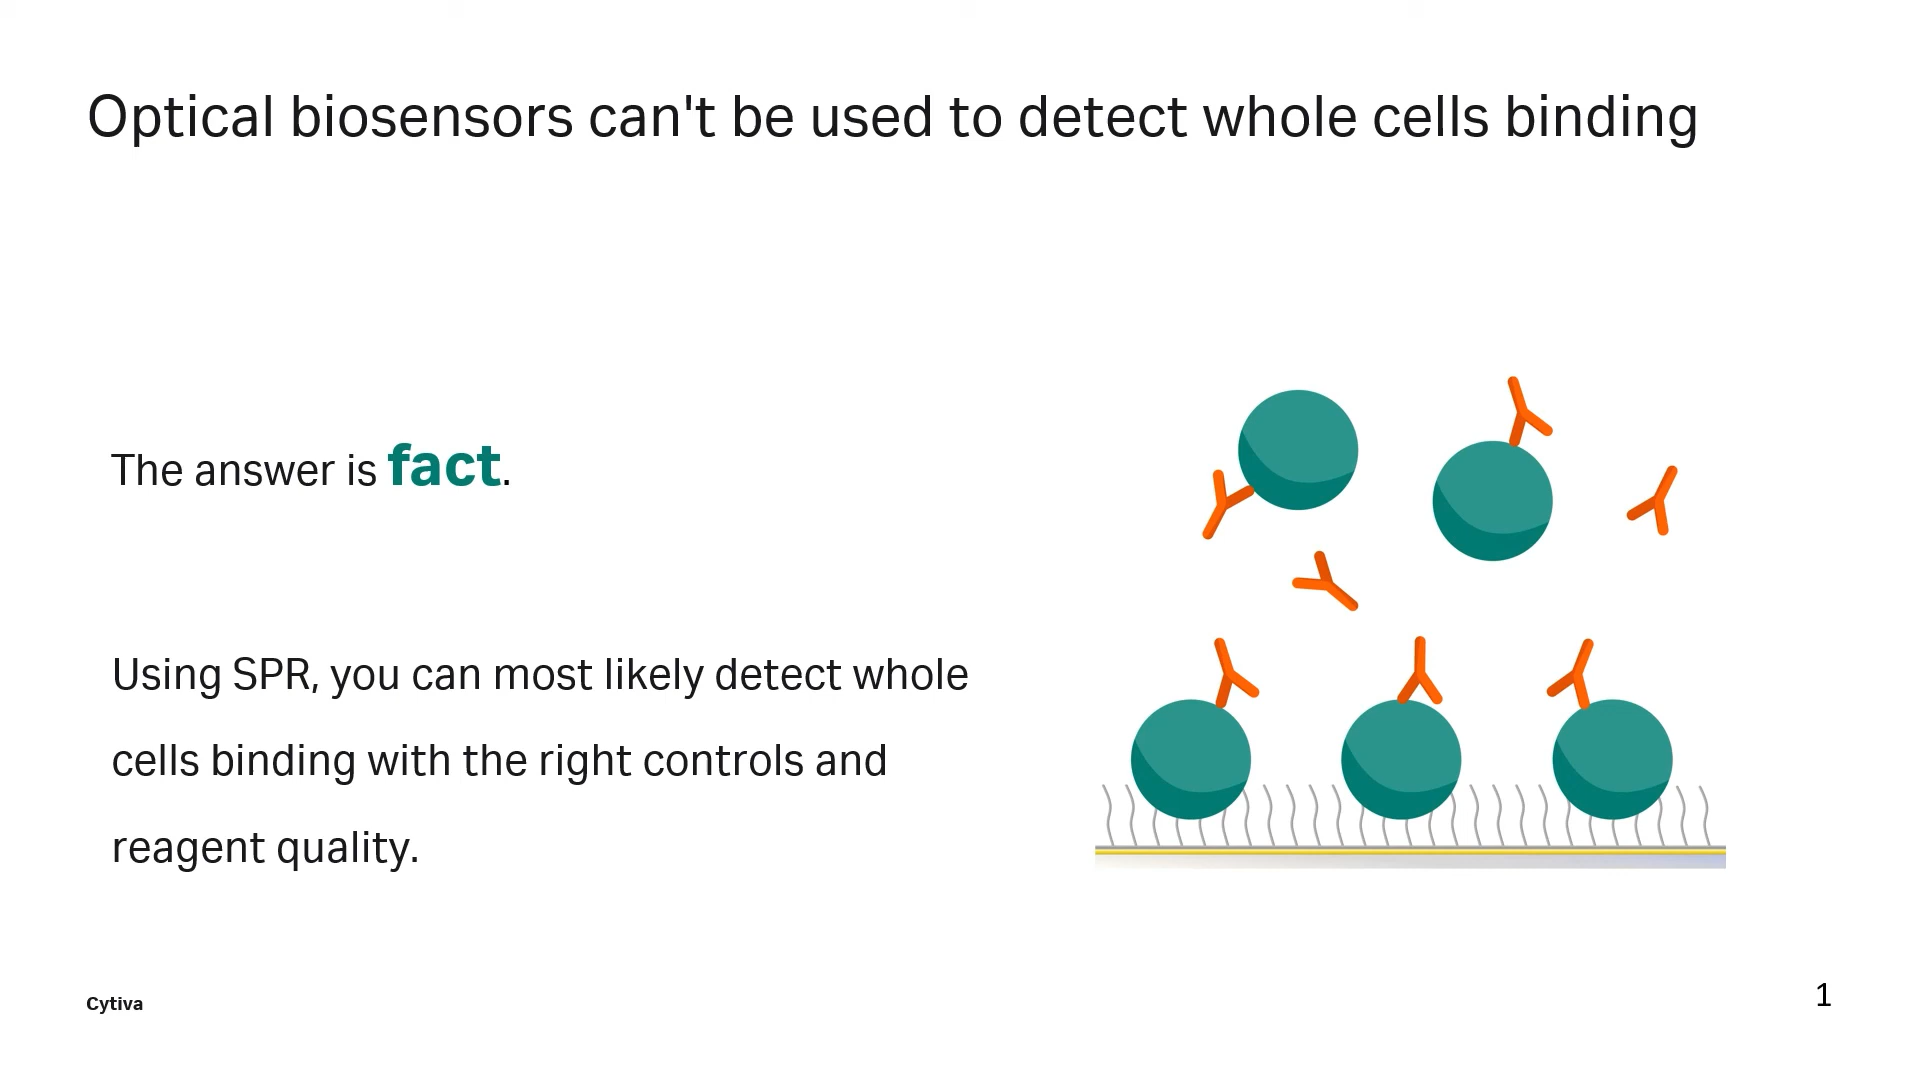 Optical biosensors can't be used to detect whole cells binding
The answer is fact.
Using SPR, you can most likely detect whole
cells binding with the right controls and
reagent quality.
Cytiva
1